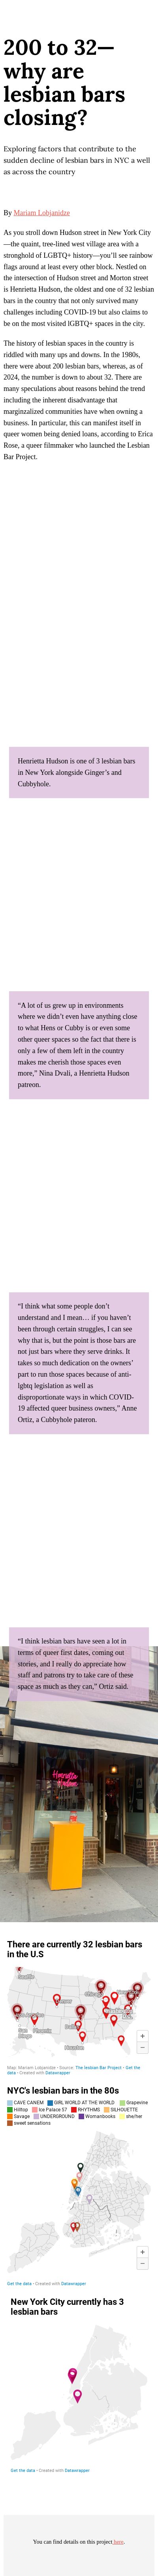 200 to 32—
why are
lesbian bars
closing?
Exploring factors that contribute to the
sudden decline of lesbian bars in NYC a well
as across the country
By Mariam Lobjanidze
As you stroll down Hudson street in New York City
—the quaint, tree-lined west village area with a
stronghold of LGBTQ+ history—you’ll see rainbow
flags around at least every other block. Nestled on
the intersection of Hudson street and Morton street
is Henrietta Hudson, the oldest and one of 32 lesbian
bars in the country that not only survived many
challenges including COVID-19 but also claims to
be on the most visited LGBTQ+ spaces in the city.
The history of lesbian spaces in the country is
riddled with many ups and downs. In the 1980s,
there were about 200 lesbian bars, whereas, as of
2024, the number is down to about 32. There are
many speculations about reasons behind the trend
including the inherent disadvantage that
marginzalized communities have when owning a
business. In particular, this can manifest itself in
queer women being denied loans, according to Erica
Rose, a queer filmmaker who launched the Lesbian
Bar Project.
Henrietta Hudson is one of 3 lesbian bars
in New York alongside Ginger’s and
Cubbyhole.
“A lot of us grew up in environments
where we didn’t even have anything close
to what Hens or Cubby is or even some
other queer spaces so the fact that there is
only a few of them left in the country
makes me cherish those spaces even
more,” Nina Dvali, a Henrietta Hudson
patreon.
“I think what some people don’t
understand and I mean… if you haven’t
been through certain struggles, I can see
why that is, but the point is those bars are
not just bars where they serve drinks. It
takes so much dedication on the owners’
part to run those spaces because of anti-
lgbtq legislation as well as
disproportionate ways in which COVID-
19 affected queer business owners,” Anne
Ortiz, a Cubbyhole pateron.
“I think lesbian bars have seen a lot in
terms of queer first dates, coming out
stories, and I really do appreciate how
staff and patrons try to take care of these
space as much as they can,” Ortiz said.
Henrietta
Hudson
There are currently 32 lesbian bars
in the U.S
Seattle
Denver
Chicago
Phoenix
Dallas
Houston
Map: Mariam Lobjanidze • Source: The lesbian Bar Project • Get the
data • Created with Datawrapper
NYC's lesbian bars in the 80s
CAVE CANEM GIRL WORLD AT THE WORLD Grapevine
Hilltop Ice Palace 57 RHYTHMS SILHOUETTE
Savage UNDERGROUND Womanbooks she/her
sweet sensations
Get the data • Created with Datawrapper
New York City currently has 3
lesbian bars
Get the data • Created with Datawrapper
You can find details on this project here.